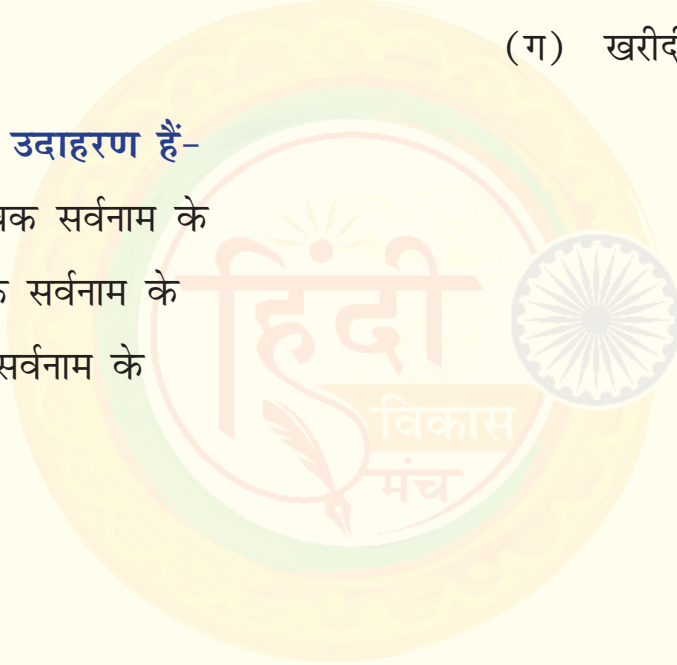 (ग) खरीदी
उदाहरण हैं-
सर्वनाम के
सर्वनाम के
सर्वनाम के
हिंदी
विकास
मंच